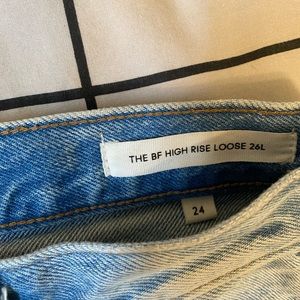 THE BF HIGH RISE LOOSE 26L
24